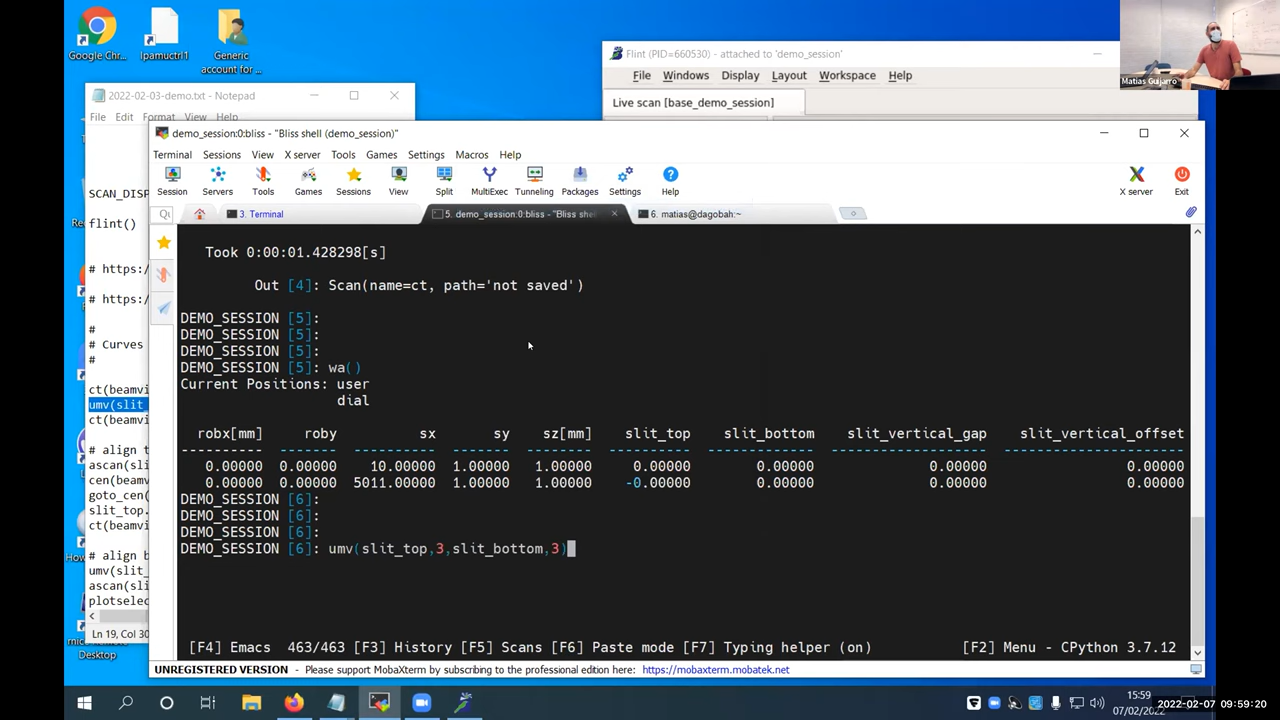 Google Chr...
lpamuctrl1
Generic
account for ...
Matias Guijarro
Flint (PID=660530) - attached to 'demo_session'
File Windows Display Layout Workspace Help
Live scan [base_demo_session]
2022-02-03-demo.txt - Notepad
File Edit Format View Help
SCAN_DISP
flint()
# https:/
# https:/
#
# Curves
#
ct(beamvi
umv(slit_
ct(beamvi
# align t
ascan(sli
cen(beamv
goto_cen(
slit_top.
ct(beamvi
# align b
umv(slit_
ascan(sli
plotselec
Ln 19, Col 30
Desktop
demo_session:0:bliss - "Bliss shell (demo_session)"
Terminal Sessions View X server Tools Games Settings Macros Help
Session Servers Tools Games Sessions View Split MultiExec Tunneling Packages Settings Help X server Exit
3. Terminal
5. demo_session:0:bliss - "Bliss she
6. matias@dagobah:~
Took 0:00:01.428298[s]
Out [4]: Scan(name=ct, path='not saved')
DEMO_SESSION [5]:
DEMO_SESSION [5]:
DEMO_SESSION [5]:
DEMO_SESSION [5]: wa()
Current Positions: user
dial
robx[mm] roby sx sy sz[mm] slit_top slit_bottom slit_vertical_gap slit_vertical_offset
---------- ------- ---------- ------- -------- ---------- ------------- ------------------- ----------------------
0.00000 0.00000 10.00000 1.00000 1.00000 0.00000 0.00000 0.00000 0.00000
0.00000 0.00000 5011.00000 1.00000 1.00000 -0.00000 0.00000 0.00000 0.00000
DEMO_SESSION [6]:
DEMO_SESSION [6]:
DEMO_SESSION [6]:
DEMO_SESSION [6]: umv(slit_top,3,slit_bottom,3)
[F4] Emacs 463/463 [F3] History [F5] Scans [F6] Paste mode [F7] Typing helper (on) [F2] Menu - CPython 3.7.12
UNREGISTERED VERSION - Please support MobaXterm by subscribing to the professional edition here: https://mobaxterm.mobatek.net
15:59
07/02/2022
2022-02-07 09:59:20